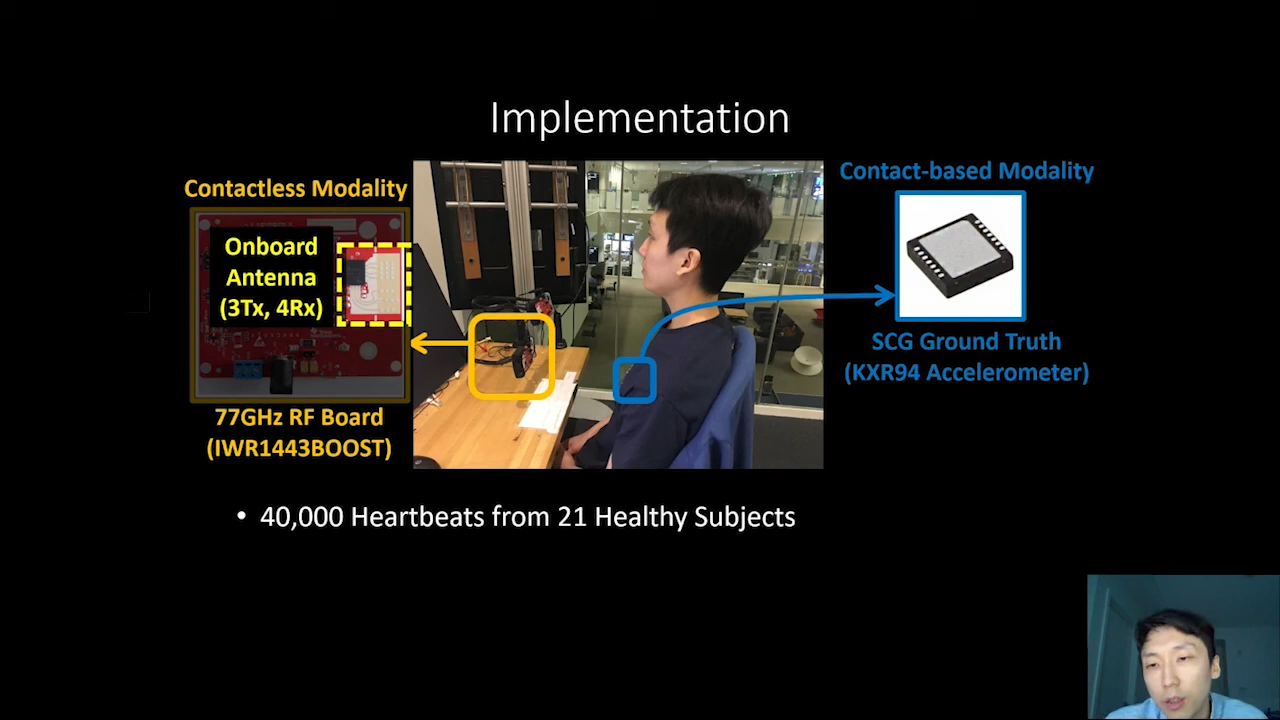 Implementation
Contactless Modality
Onboard
Antenna
(3Tx, 4Rx)
77GHz RF Board
(IWR1443BOOST)
Contact-based Modality
SCG Ground Truth
(KXR94 Accelerometer)
• 40,000 Heartbeats from 21 Healthy Subjects